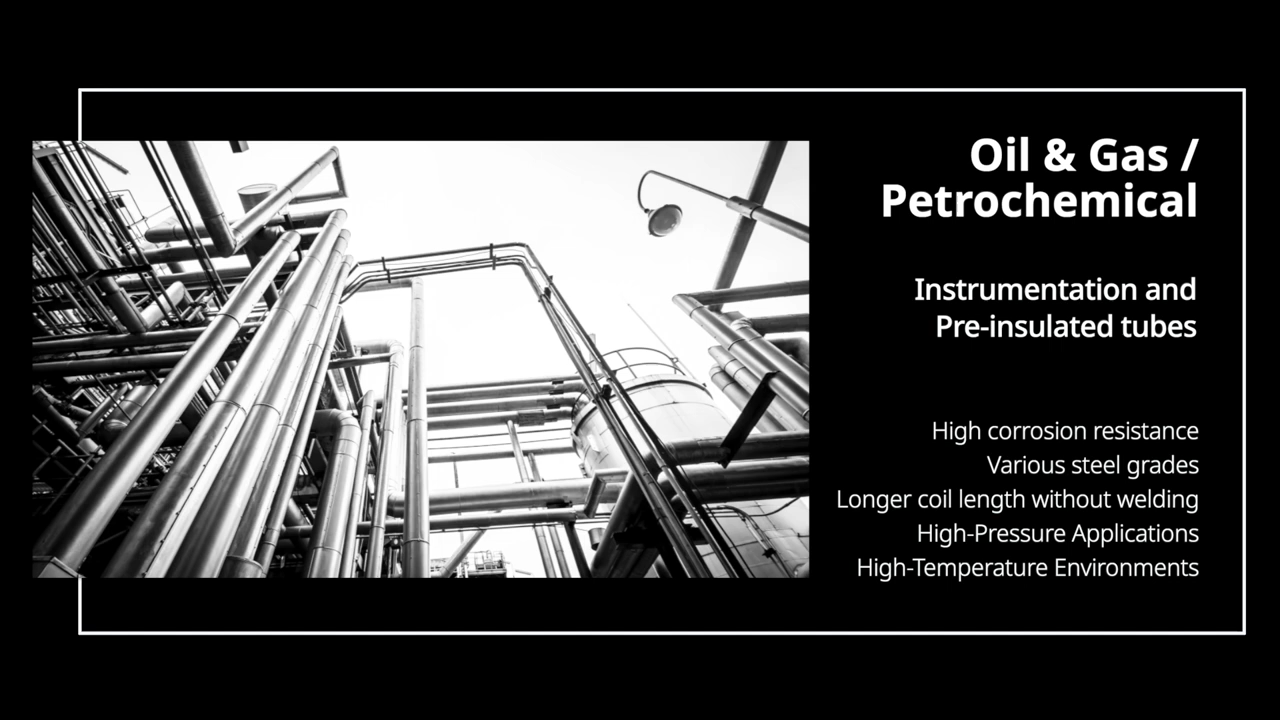 Oil & Gas /
Petrochemical
Instrumentation and
Pre-insulated tubes
High corrosion resistance
Various steel grades
Longer coil length without welding
High-Pressure Applications
High-Temperature Environments